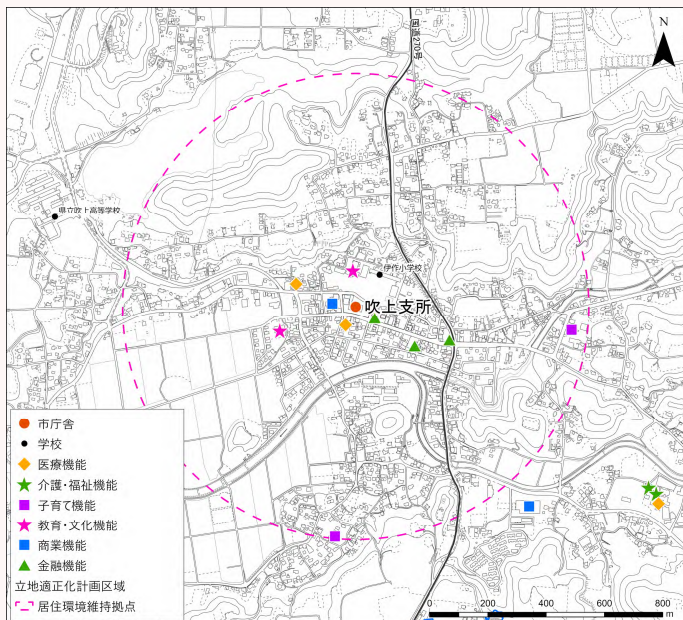 国道270号
N
県立吹上高等学校
伊作小学校
吹上支所
市庁舎
学校
医療機能
介護・福祉機能
子育て機能
教育・文化機能
商業機能
金融機能
立地適正化計画区域
居住環境維持拠点
0 200 400 600 800
m